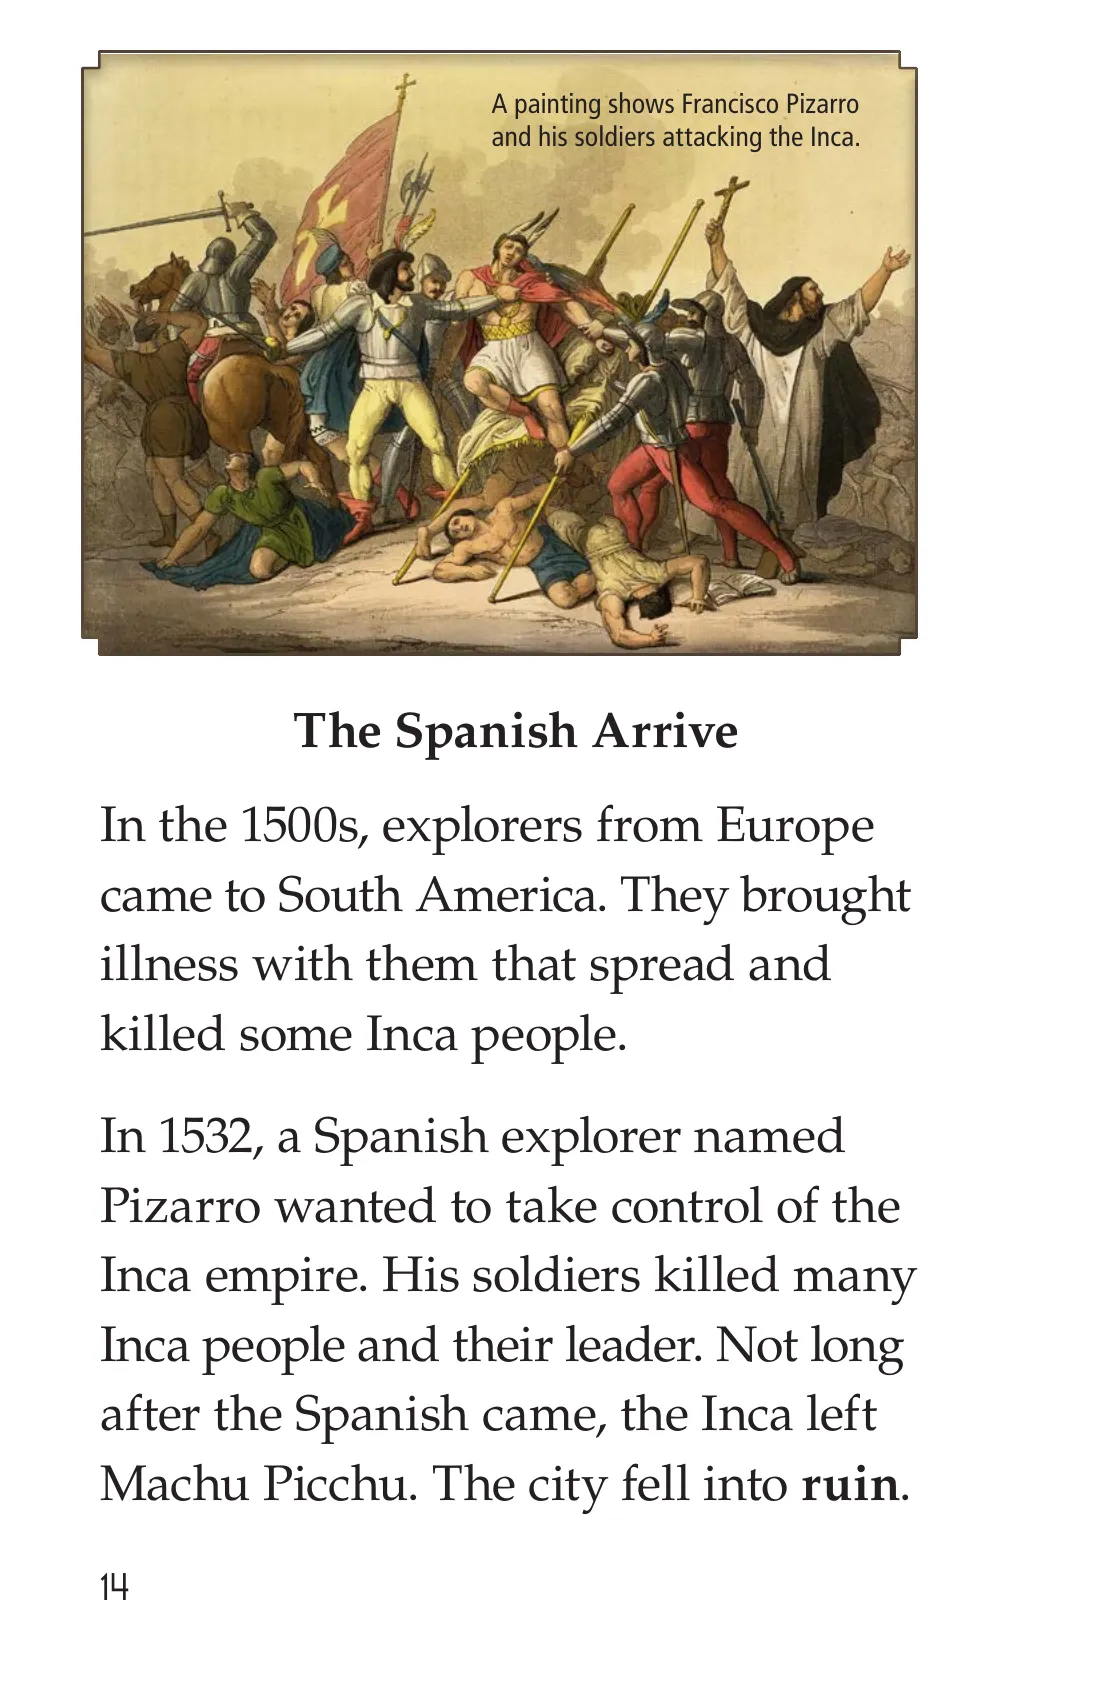 A painting shows Francisco Pizarro
and his soldiers attacking the Inca.
The Spanish Arrive
In the 1500s, explorers from Europe
came to South America. They brought
illness with them that spread and
killed some Inca people.
In 1532, a Spanish explorer named
Pizarro wanted to take control of the
Inca empire. His soldiers killed many
Inca people and their leader. Not long
after the Spanish came, the Inca left
Machu Picchu. The city fell into ruin.
14